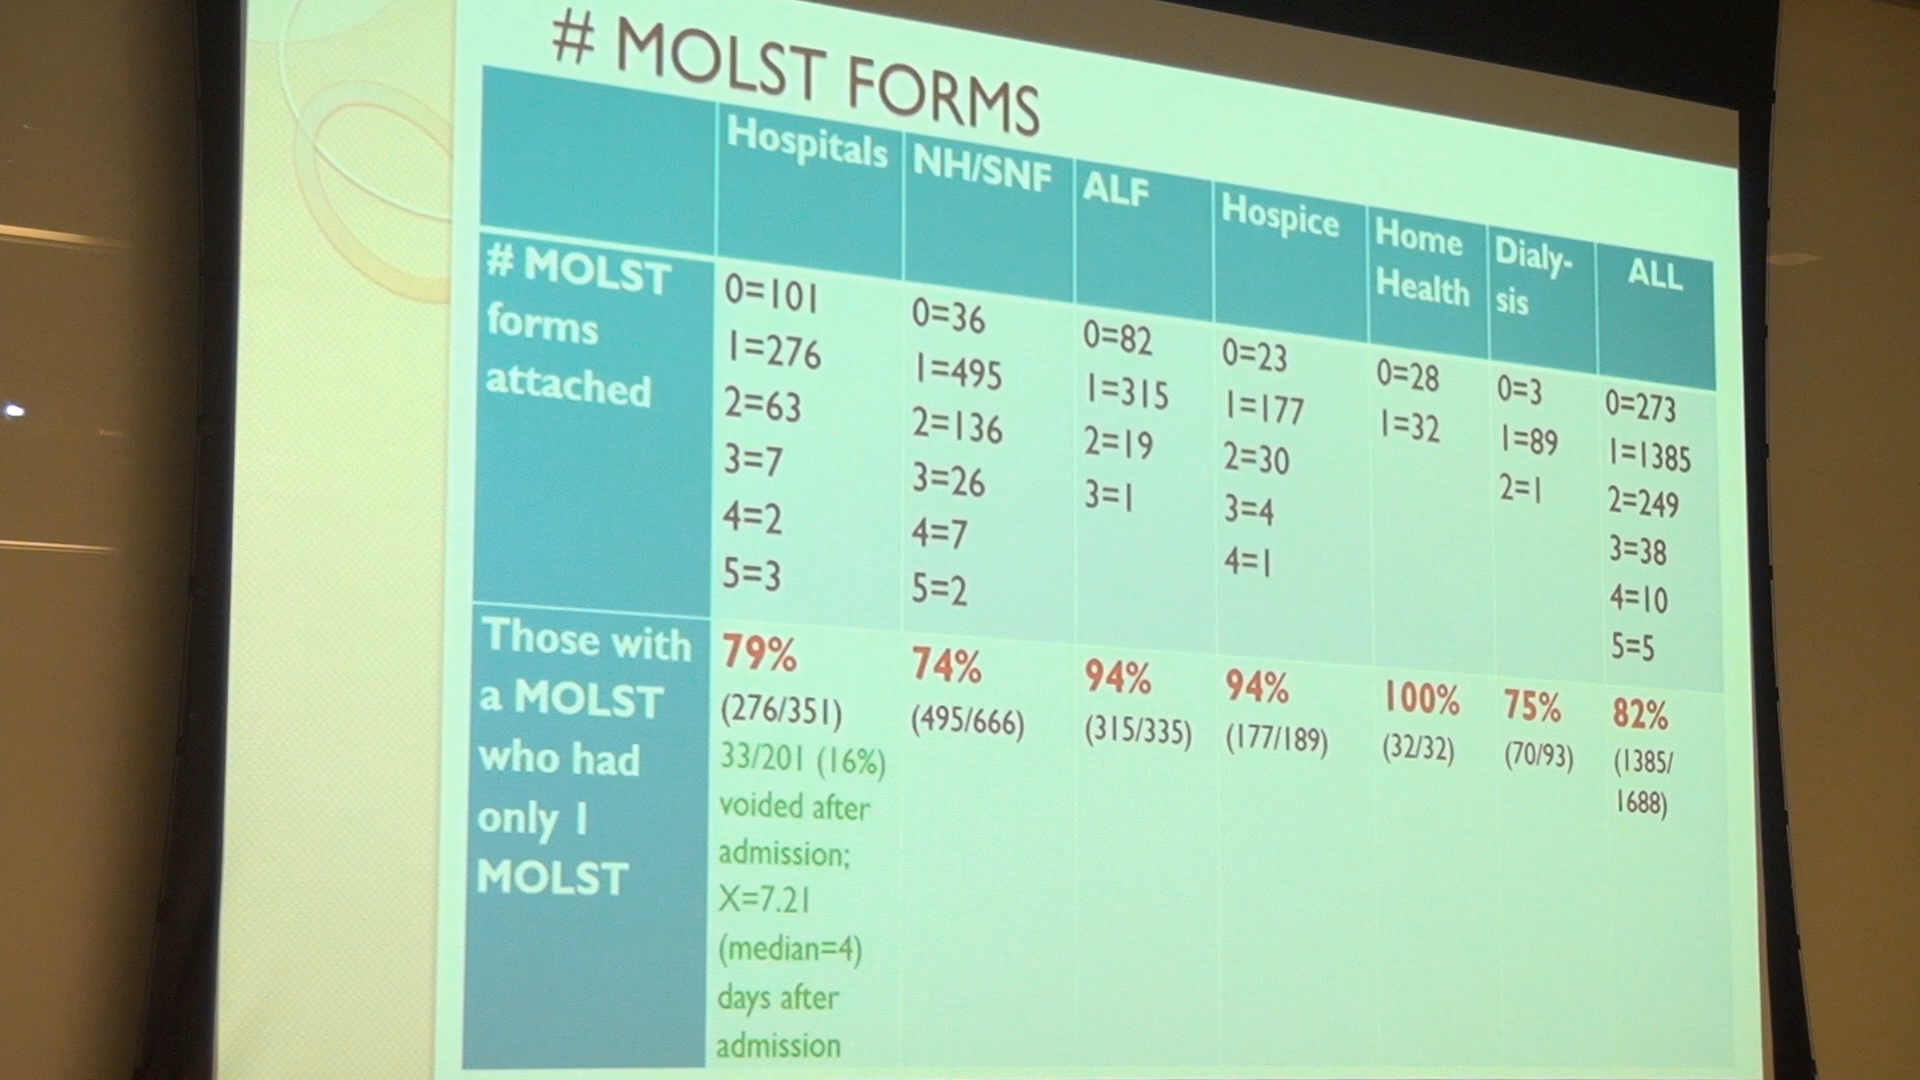 # MOLST FORMS
Hospitals
NH/SNF
ALF
Hospice
Home
Health
Dialy-
sis
ALL
# MOLST
forms
attached
0=101
1=276
2=63
3=7
4=2
5=3
0=36
1=495
2=136
3=26
4=7
5=2
0=82
1=315
2=19
3=1
0=23
1=177
2=30
3=4
4=1
0=28
1=32
0=3
1=89
2=1
0=273
1=1385
2=249
3=38
4=10
5=5
Those with
a MOLST
who had
only 1
MOLST
79%
(276/351)
33/201 (16%)
voided after
admission;
X=7.21
(median=4)
days after
admission
74%
(495/666)
94%
(315/335)
94%
(177/189)
100%
(32/32)
75%
(70/93)
82%
(1385/
1688)